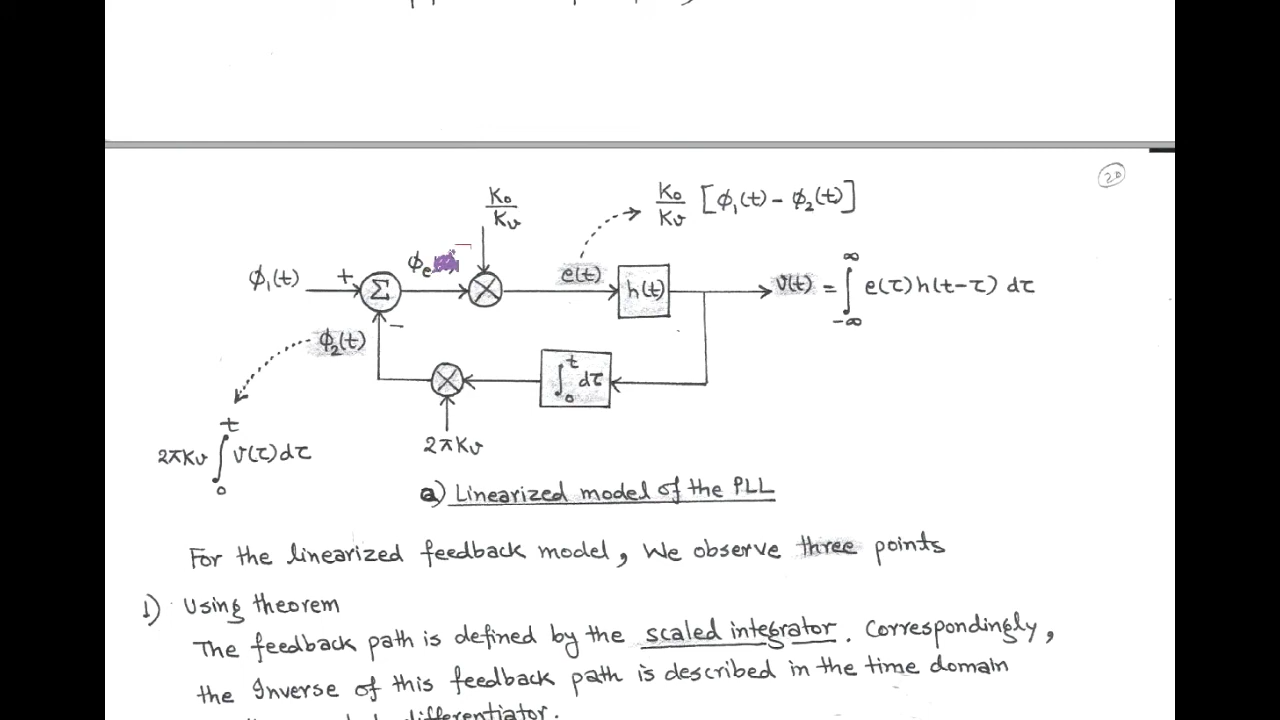 20
K₀/Kv
K₀/Kv [ϕ₁(t) - ϕ₂(t)]
ϕ₁(t) + Σ ϕe e(t) h(t) v(t) = ∫_{-∞}^{∞} e(τ) h(t-τ) dτ
-
ϕ₂(t)
∫₀ᵗ dτ
2πKv ∫₀ᵗ v(τ) dτ
2πKv
a) Linearized model of the PLL
For the linearized feedback model, We observe three points
1) Using theorem
The feedback path is defined by the scaled integrator. Correspondingly,
the Inverse of this feedback path is described in the time domain
differentiator.